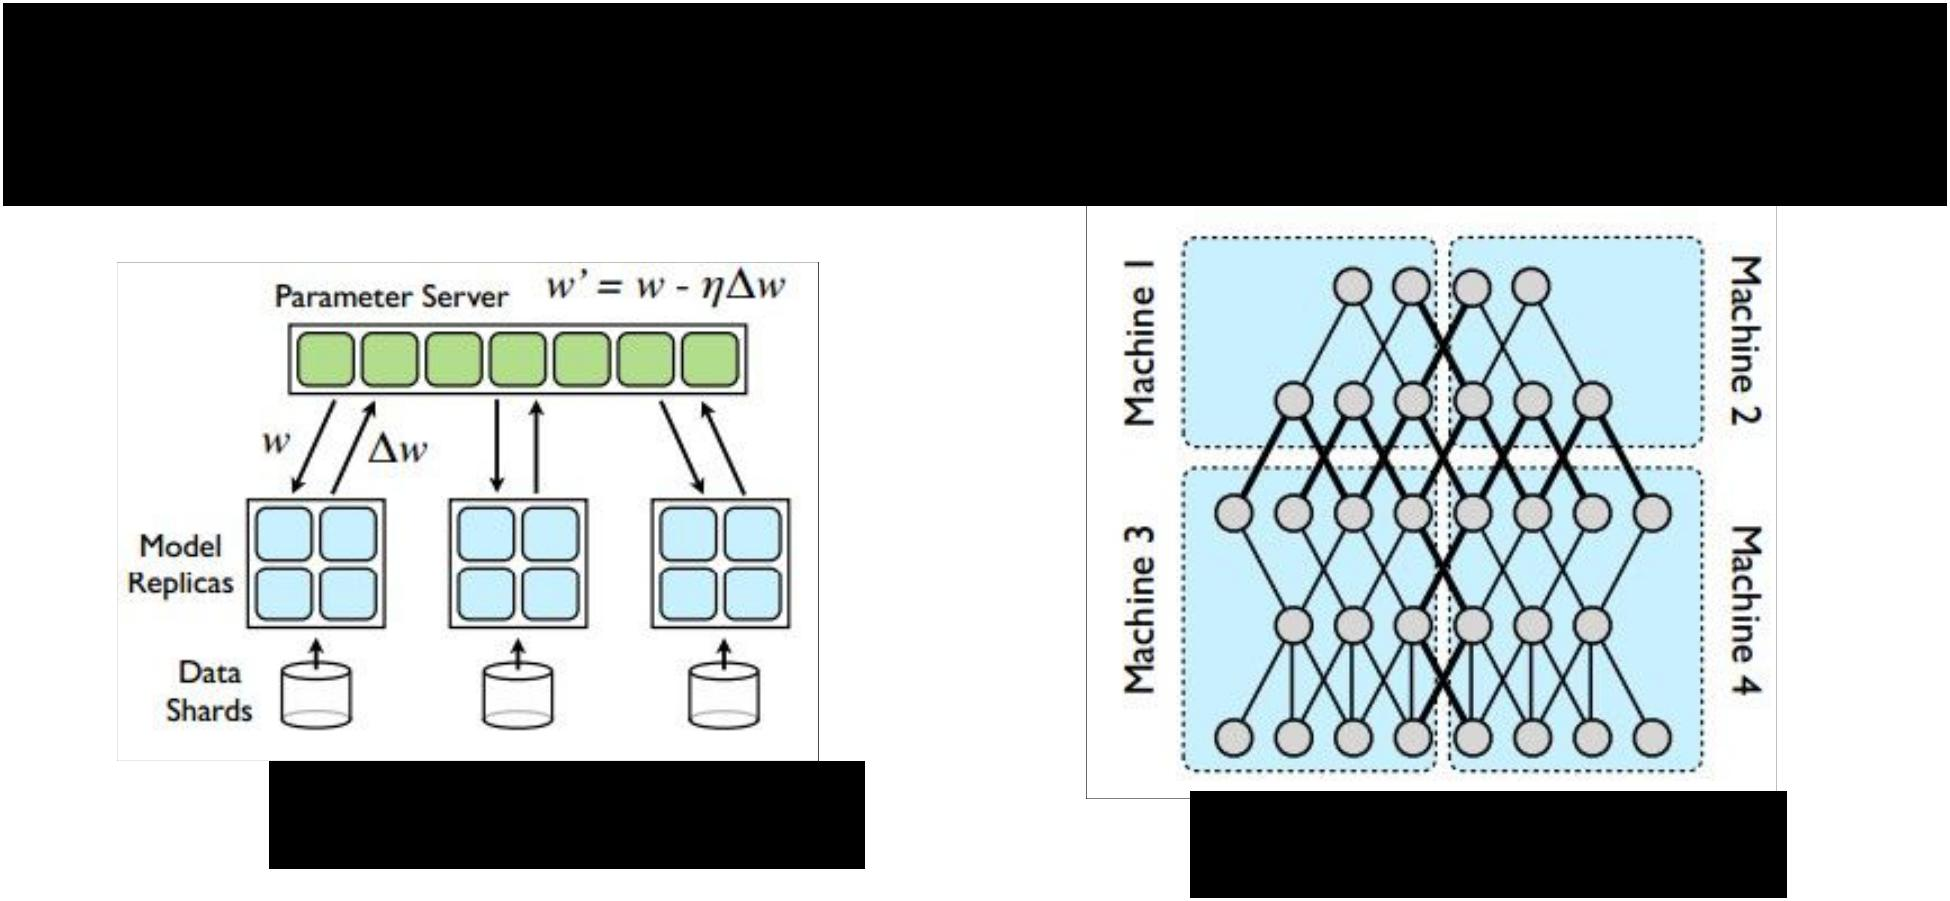 Parameter Server w' = w - ηΔw
w
Δw
Model
Replicas
Data
Shards
Machine 1
Machine 2
Machine 3
Machine 4